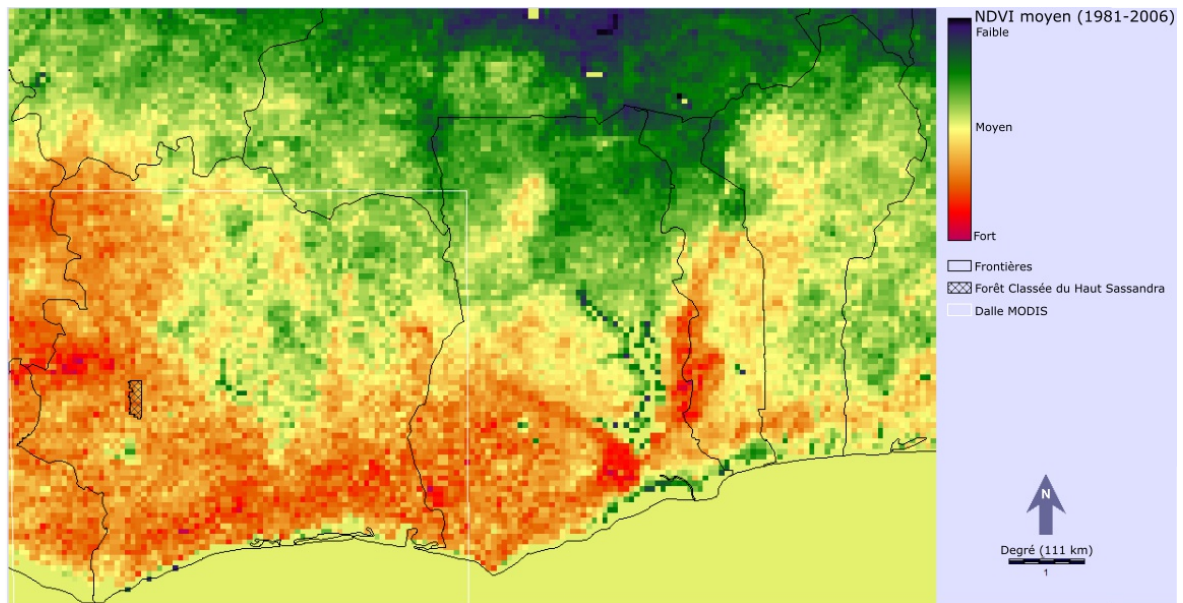 NDVI moyen (1981-2006)
Faible
Moyen
Fort
Frontières
Forêt Classée du Haut Sassandra
Dalle MODIS
N
Degré (111 km)
1